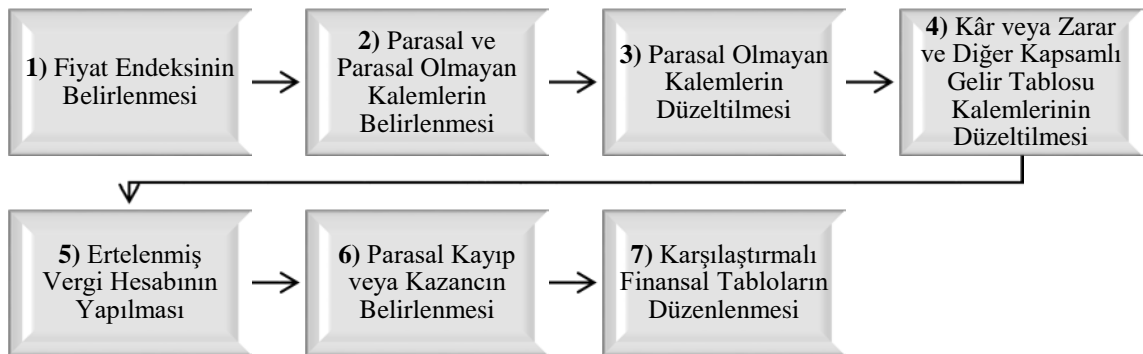 1) Fiyat Endeksinin
Belirlenmesi
2) Parasal ve
Parasal Olmayan
Kalemlerin
Belirlenmesi
3) Parasal Olmayan
Kalemlerin
Düzeltilmesi
4) Kâr veya Zarar
ve Diğer Kapsamlı
Gelir Tablosu
Kalemlerinin
Düzeltilmesi
5) Ertelenmiş
Vergi Hesabının
Yapılması
6) Parasal Kayıp
veya Kazancın
Belirlenmesi
7) Karşılaştırmalı
Finansal Tabloların
Düzenlenmesi